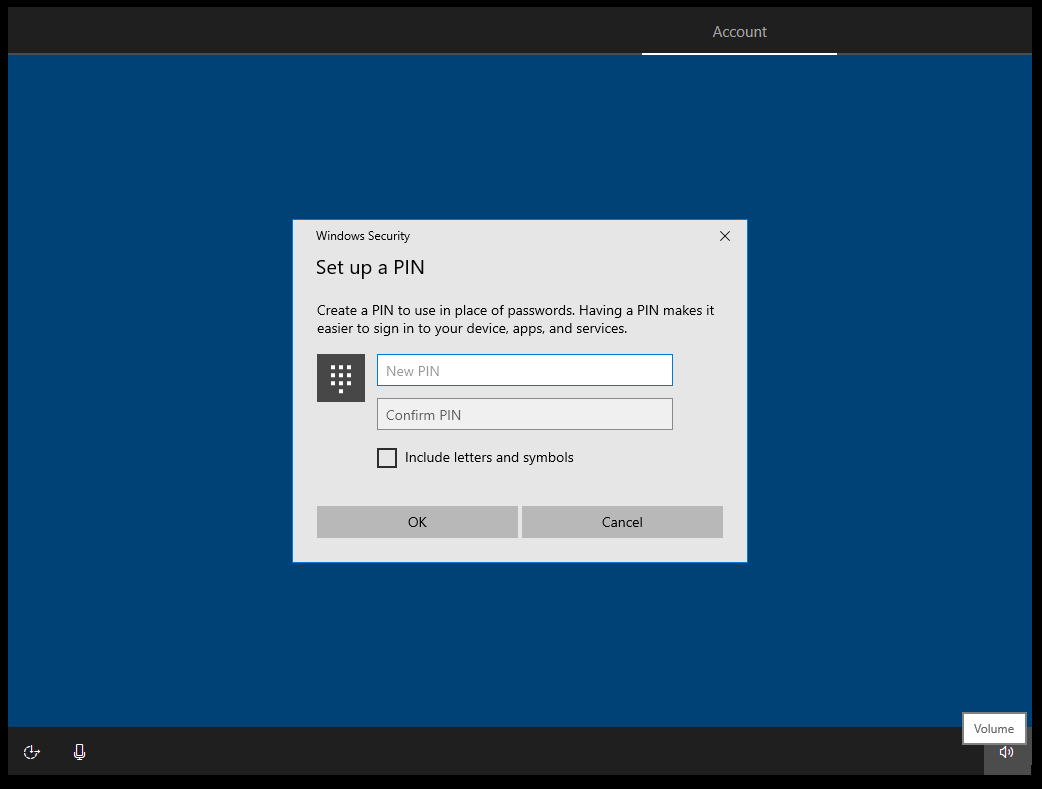 Account
Windows Security
Set up a PIN
Create a PIN to use in place of passwords. Having a PIN makes it
easier to sign in to your device, apps, and services.
New PIN
Confirm PIN
Include letters and symbols
OK
Cancel
Volume